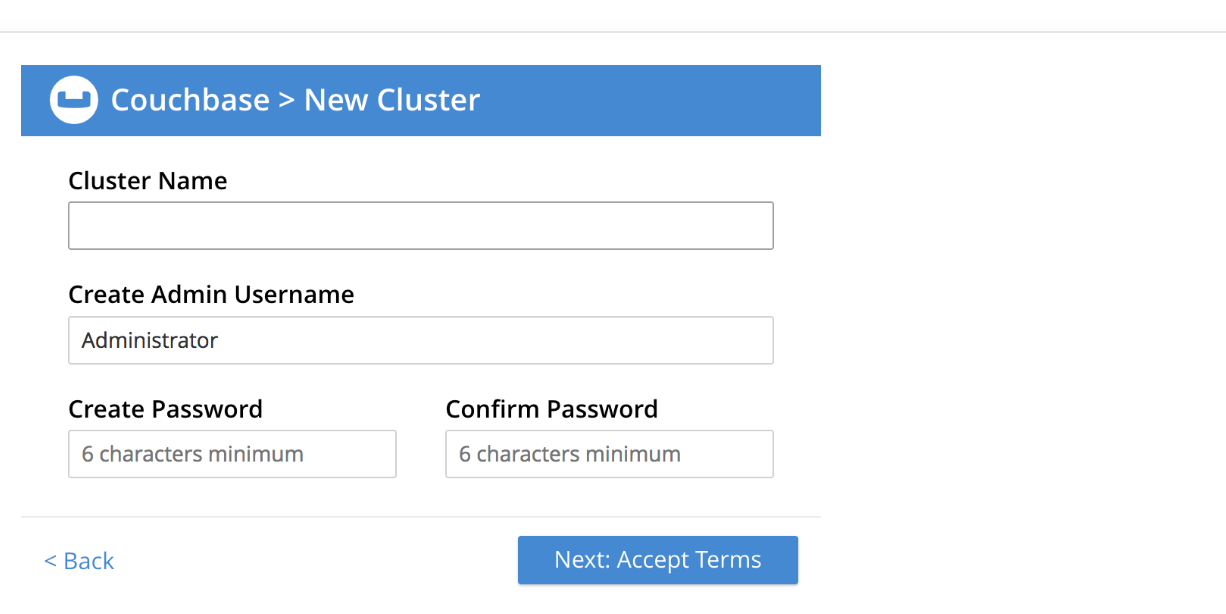 Couchbase > New Cluster
Cluster Name
Create Admin Username
Administrator
Create Password Confirm Password
6 characters minimum 6 characters minimum
< Back Next: Accept Terms